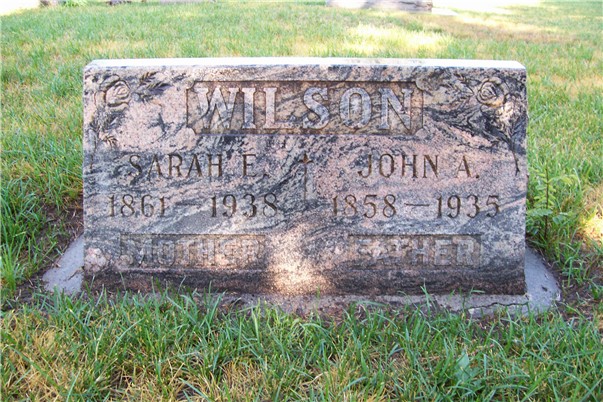 WILSON
SARAH E. JOHN A.
1861–1938 1858–1935
MOTHER FATHER